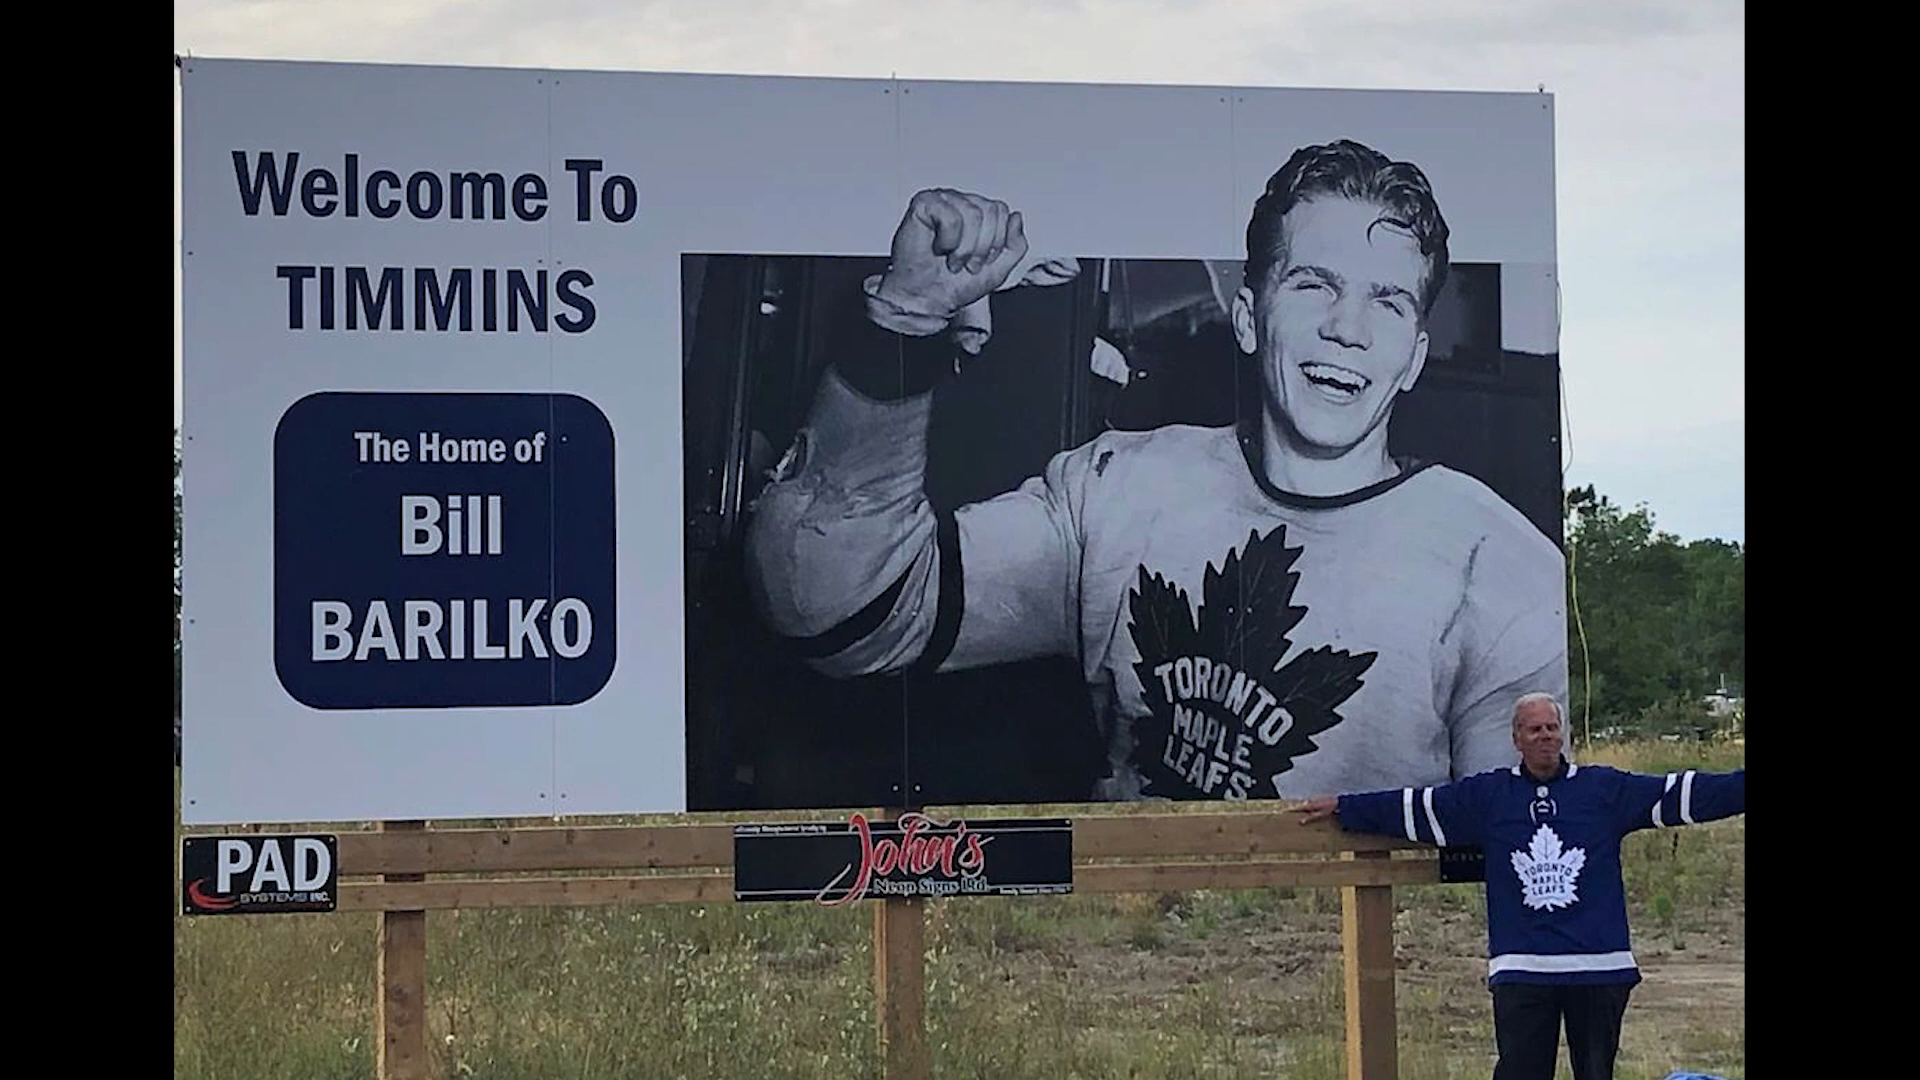 Welcome To
TIMMINS
The Home of
Bill
BARILKO
TORONTO
MAPLE
LEAFS
PAD
SYSTEMS INC.
John's
Neon Signs Ltd.
TORONTO
MAPLE
LEAFS